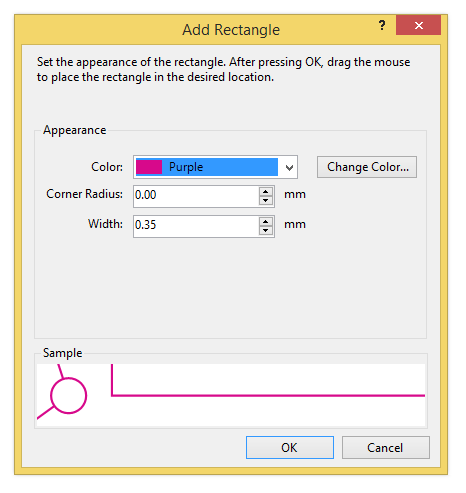 Add Rectangle
?
Set the appearance of the rectangle. After pressing OK, drag the mouse
to place the rectangle in the desired location.
Appearance
Color: Purple Change Color...
Corner Radius: 0.00 mm
Width: 0.35 mm
Sample
OK Cancel